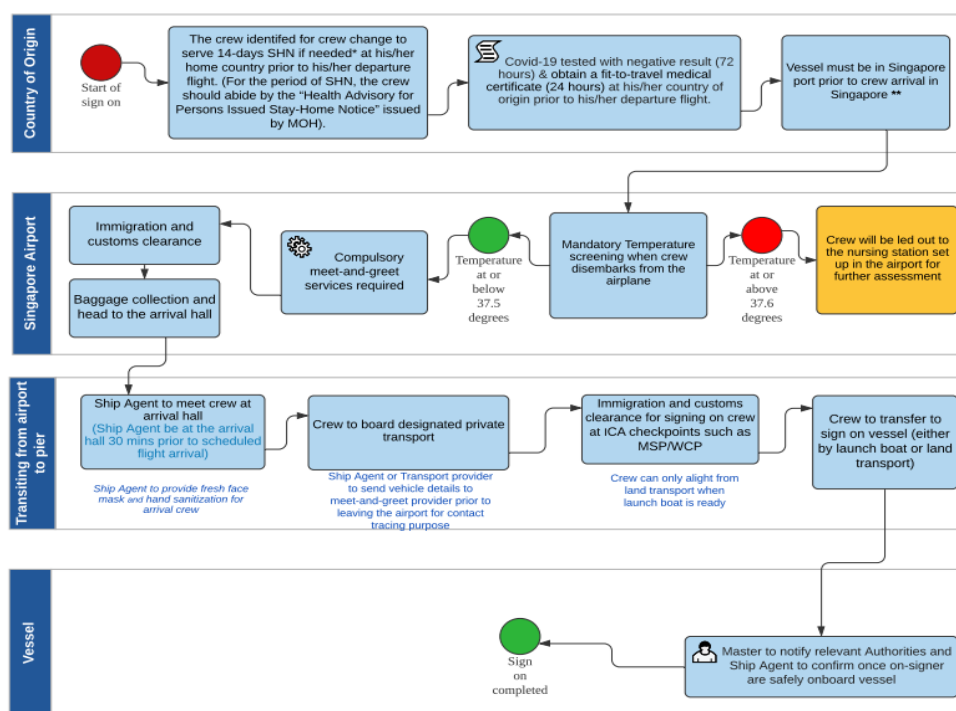 Country of Origin
Start of
sign on
The crew identifed for crew change to
serve 14-days SHN if needed* at his/her
home country prior to his/her departure
flight. (For the period of SHN, the crew
should abide by the “Health Advisory for
Persons Issued Stay-Home Notice” issued
by MOH).
Covid-19 tested with negative result (72
hours) & obtain a fit-to-travel medical
certificate (24 hours) at his/her country of
origin prior to his/her departure flight.
Vessel must be in Singapore
port prior to crew arrival in
Singapore **
Singapore Airport
Mandatory Temperature
screening when crew
disembarks from the
airplane
Temperature
at or
above
37.6
degrees
Crew will be led out to
the nursing station set
up in the airport for
further assessment
Temperature
at or
below
37.5
degrees
Compulsory
meet-and-greet
services required
Immigration and
customs clearance
Baggage collection and
head to the arrival hall
Transiting from airport
to pier
Ship Agent to meet crew at
arrival hall
(Ship Agent be at the arrival
hall 30 mins prior to scheduled
flight arrival)
Ship Agent to provide fresh face
mask and hand sanitization for
arrival crew
Crew to board designated private
transport
Ship Agent or Transport provider
to send vehicle details to
meet-and-greet provider prior to
leaving the airport for contact
tracing purpose
Immigration and customs
clearance for signing on crew
at ICA checkpoints such as
MSP/WCP
Crew can only alight from
land transport when
launch boat is ready
Crew to transfer to
sign on vessel (either
by launch boat or land
transport)
Vessel
Master to notify relevant Authorities and
Ship Agent to confirm once on-signer
are safely onboard vessel
Sign
on
completed